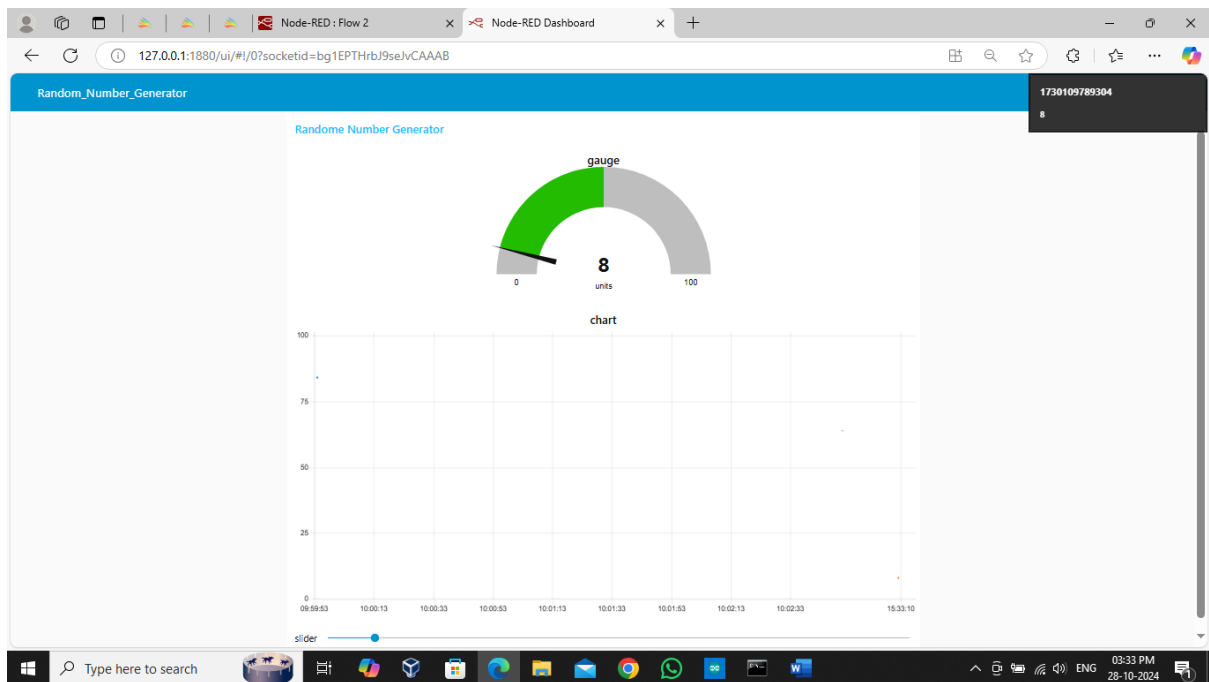 Node-RED : Flow 2
Node-RED Dashboard
127.0.0.1:1880/ui/#!/0?socketid=bg1EPTHrbJ9seJvCAAAB
Random_Number_Generator
1730109789304
8
Randome Number Generator
gauge
8
units
0
100
chart
100
75
50
25
0
09:59:53 10:00:13 10:00:33 10:00:53 10:01:13 10:01:33 10:01:53 10:02:13 10:02:33 15:33:10
slider
Type here to search
ENG
03:33 PM
28-10-2024
1